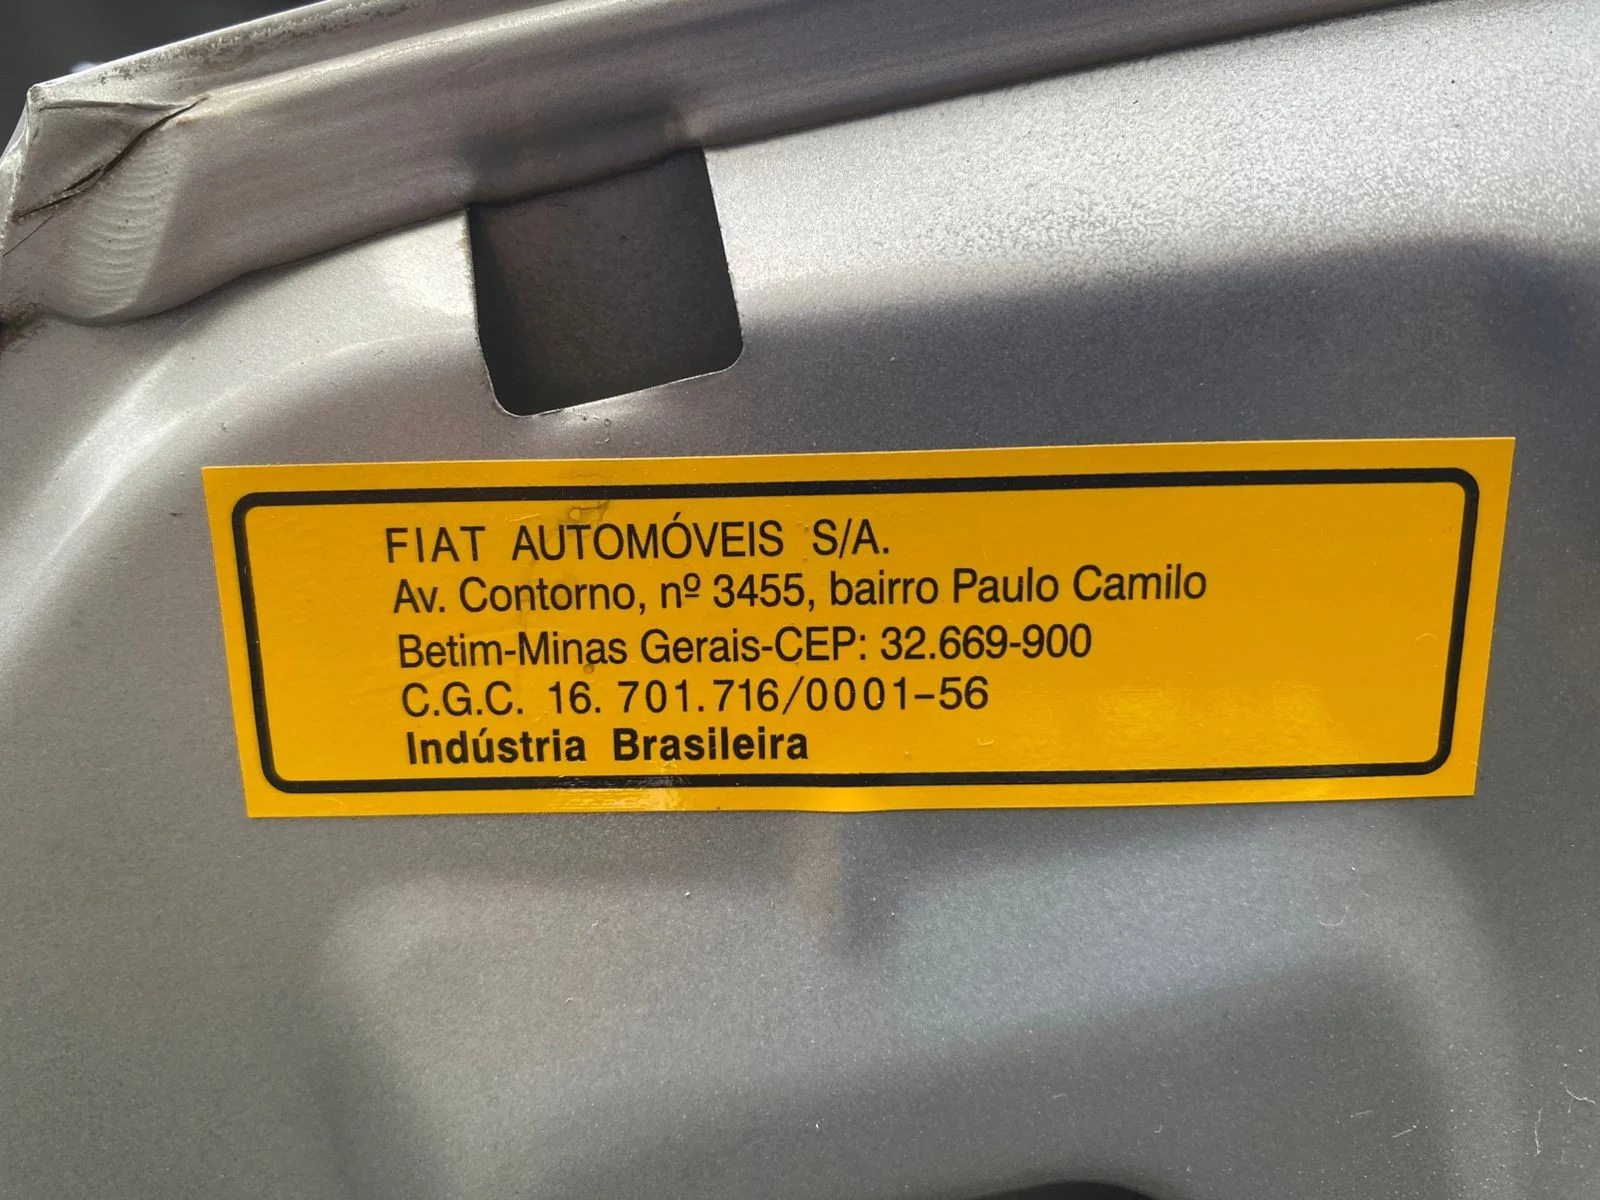 FIAT AUTOMÓVEIS S/A.
Av. Contorno, nº 3455, bairro Paulo Camilo
Betim-Minas Gerais-CEP: 32.669-900
C.G.C. 16. 701.716/0001-56
Indústria Brasileira